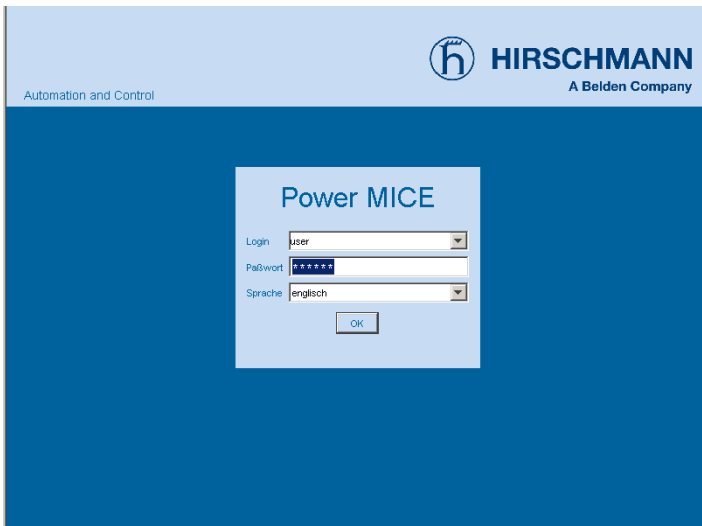 HIRSCHMANN
A Belden Company
Automation and Control
Power MICE
Login user
Paßwort ******
Sprache englisch
OK